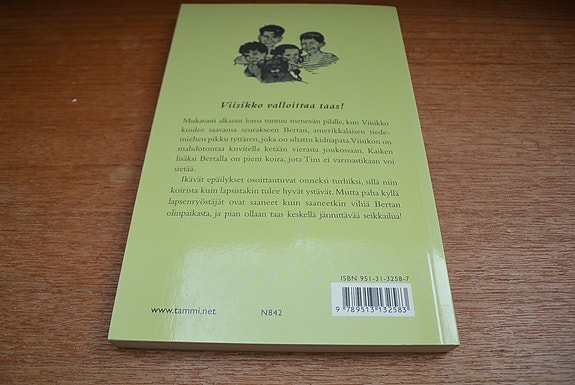 Viisikko valloittaa taas!
Mukavasti alkanut loma tuntuu menevän pilalle, kun Viisikko
kuulee saavansa seurakseen Bertan, amerikkalaisen tiede-
miehen pikku tyttären, joka on uhattu kidnapata. Viisikon on
mahdotontaa kuvitella ketään vierasta joukossaan. Kaiken
lisäksi Bertalla on pieni koira, jota Tim ei varmastikaan voi
sietää.
Ikävät epäilykset osoittautuvat onneksi turhiksi, sillä niin
koirista kuin lapsistakin tulee hyvät ystävät. Mutta paha kyllä
lapsenryöstäjät ovat saaneet kuin saaneetkin vihiä Bertan
olinpaikasta, ja pian ollaan taas keskellä jännittävää seikkailua!
ISBN 951-31-3258-7
9 789513 132583
www.tammi.net N842